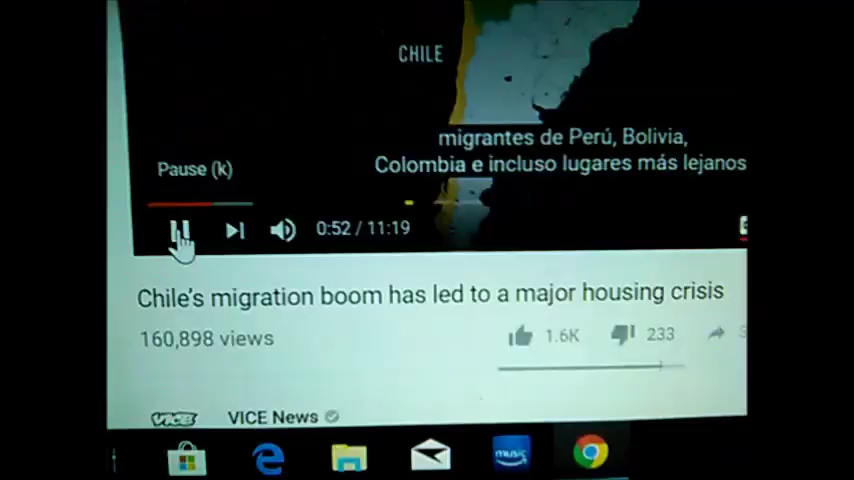 CHILE
migrantes de Perú, Bolivia,
Colombia e incluso lugares más lejanos
Pause (k)
0:52 / 11:19
Chile's migration boom has led to a major housing crisis
160,898 views
1.6K
233
S
VICE
VICE News
music